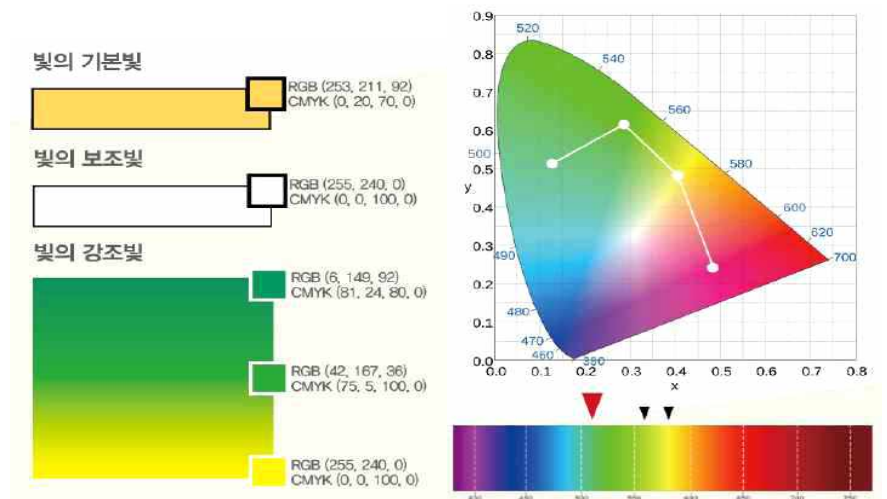 빛의 기본빛
RGB (253, 211, 92)
CMYK (0, 20, 70, 0)
빛의 보조빛
RGB (255, 240, 0)
CMYK (0, 0, 100, 0)
빛의 강조빛
RGB (6, 149, 92)
CMYK (81, 24, 80, 0)
RGB (42, 167, 36)
CMYK (75, 5, 100, 0)
RGB (255, 240, 0)
CMYK (0, 0, 100, 0)
0.9
0.8
0.7
0.6
0.5
y
0.4
0.3
0.2
0.1
0.0
520
540
560
500
580
600
620
700
490
480
470
460
380
0.0 0.1 0.2 0.3 0.4 0.5 0.6 0.7 0.8
x